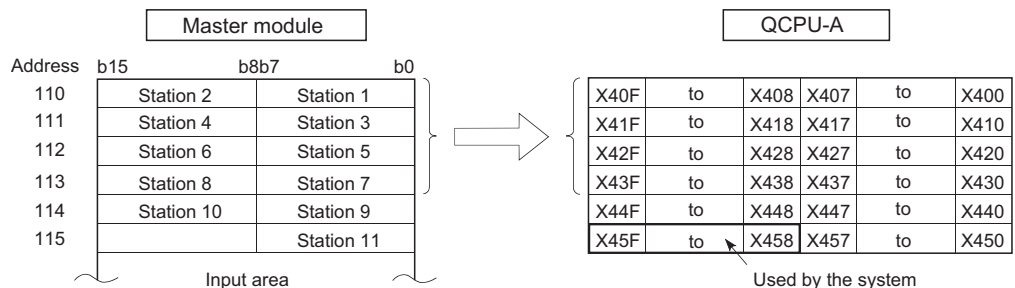 Master module QCPU-A
Address b15 b8b7 b0
110 Station 2 Station 1 X40F to X408 X407 to X400
111 Station 4 Station 3 X41F to X418 X417 to X410
112 Station 6 Station 5 X42F to X428 X427 to X420
113 Station 8 Station 7 X43F to X438 X437 to X430
114 Station 10 Station 9 X44F to X448 X447 to X440
115 Station 11 X45F to X458 X457 to X450
Input area Used by the system